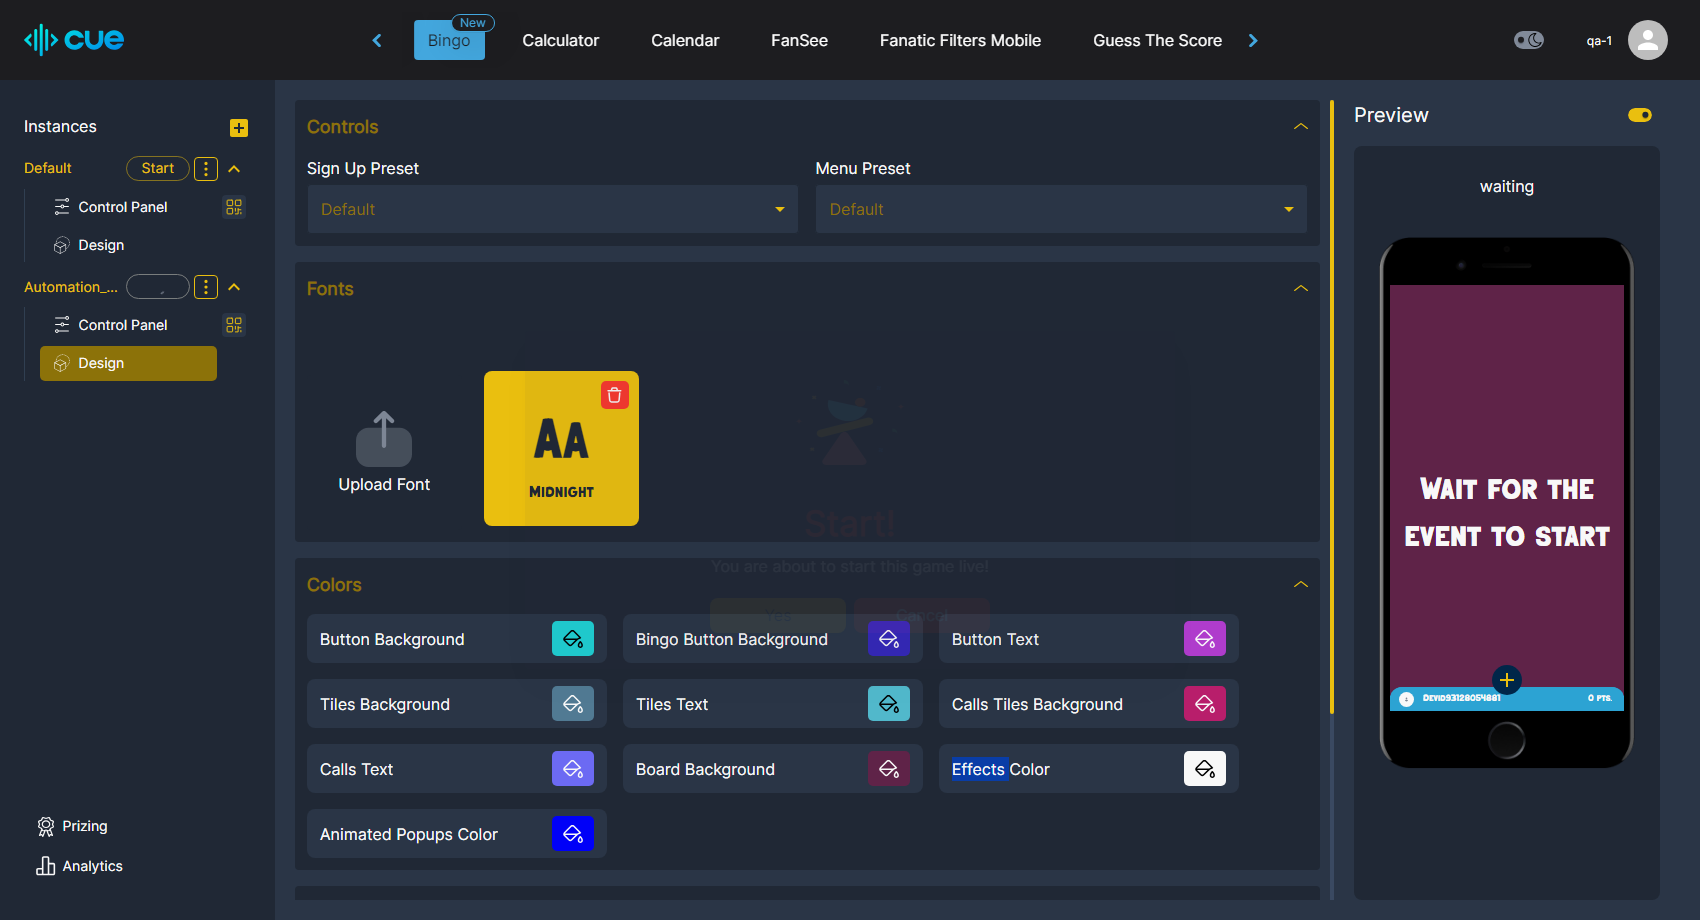 cue
Bingo
New
Calculator
Calendar
FanSee
Fanatic Filters Mobile
Guess The Score
qa-1
Instances
Default
Start
Control Panel
Design
Automation_...
Control Panel
Design
Prizing
Analytics
Controls
Sign Up Preset
Menu Preset
Default
Default
Fonts
Upload Font
AA
MIDNIGHT
Start!
You are about to start this game live!
Yes
Cancel
Colors
Button Background
Bingo Button Background
Button Text
Tiles Background
Tiles Text
Calls Tiles Background
Calls Text
Board Background
Effects Color
Animated Popups Color
Preview
waiting
WAIT FOR THE
EVENT TO START
DEVID93128054881
0 PTS.